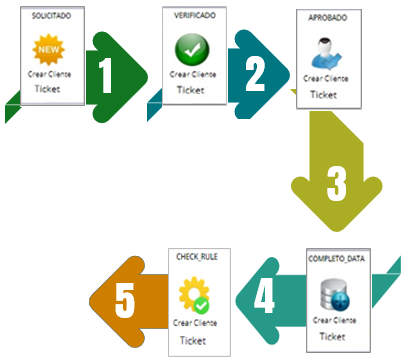 SOLICITADO
NEW
Crear Cliente
Ticket
1
VERIFICADO
Crear Cliente
Ticket
2
APROBADO
Crear Cliente
Ticket
3
COMPLETO_DATA
Crear Cliente
Ticket
4
CHECK_RULE
Crear Cliente
Ticket
5